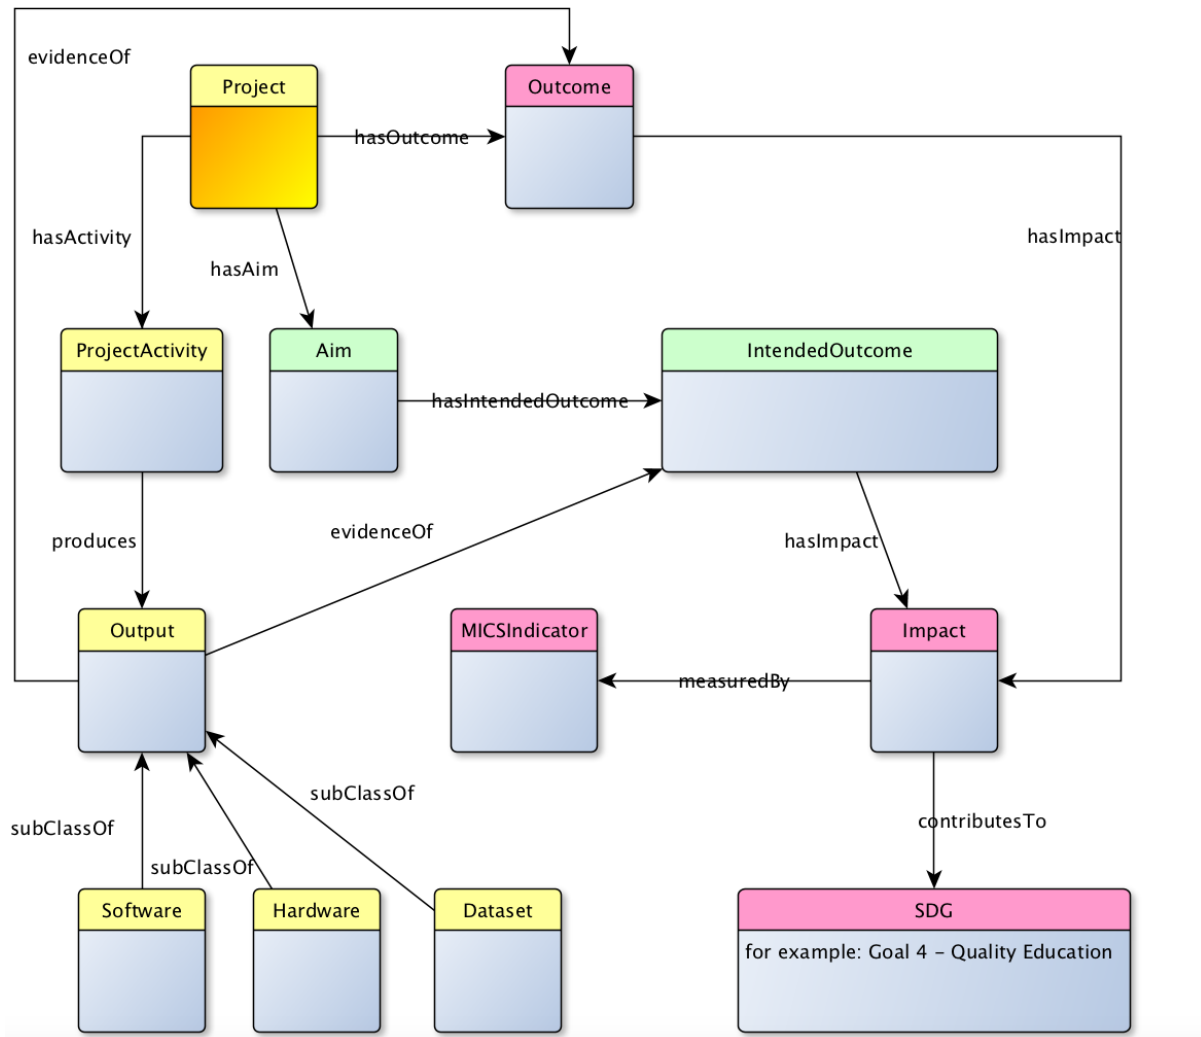 evidenceOf
Project
Outcome
hasOutcome
hasActivity
hasImpact
hasAim
ProjectActivity
Aim
IntendedOutcome
hasIntendedOutcome
evidenceOf
produces
hasImpact
Output
MICSIndicator
Impact
measuredBy
subClassOf
contributesTo
subClassOf
subClassOf
Software
Hardware
Dataset
SDG
for example: Goal 4 - Quality Education